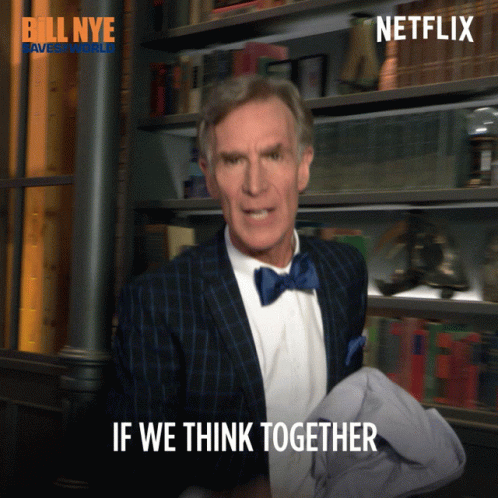 BILL NYE
SAVES THE WORLD
NETFLIX
IF WE THINK TOGETHER